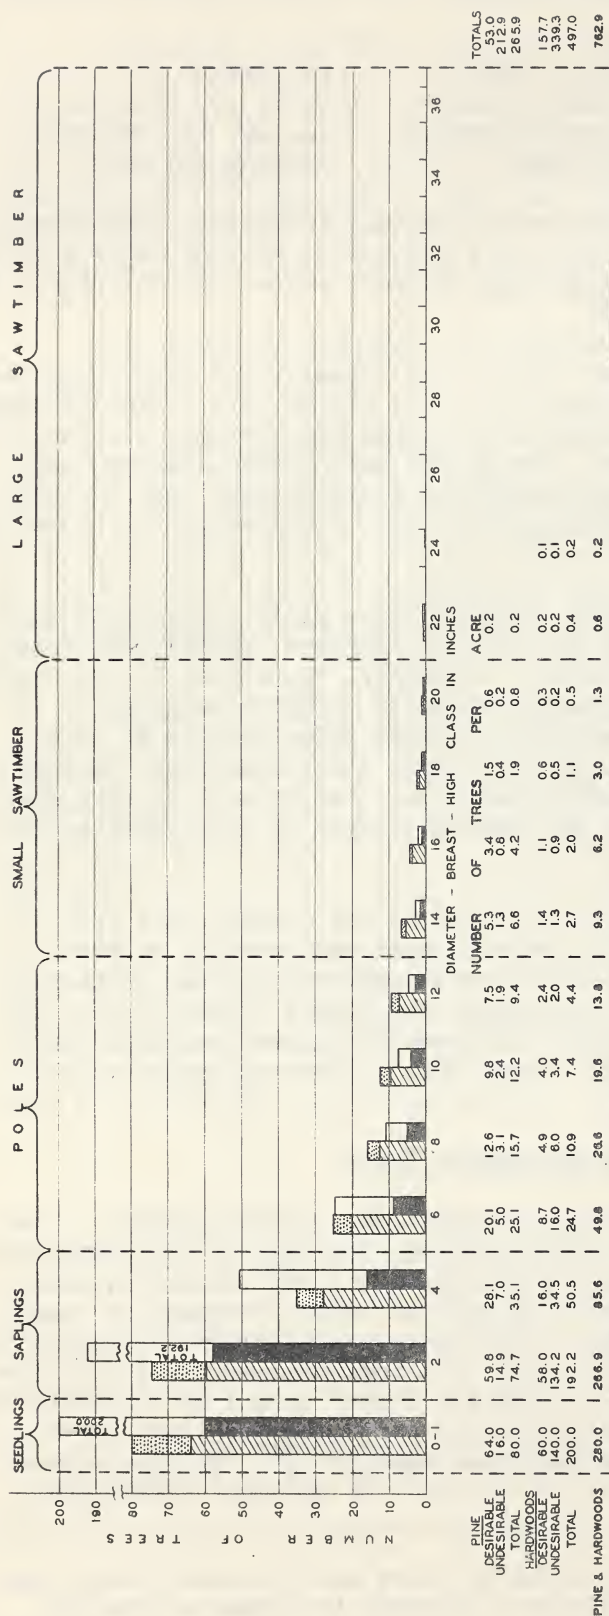 SEEDLINGS SAPLINGS POLES SMALL SAWTIMBER LARGE SAWTIMBER
200
190
80
70
60
50
40
30
20
10
0
NUMBER OF TREES
TOTAL 200.0
TOTAL 192.2
0-1 2 4 6 8 10 12 14 16 18 20 22 24 26 28 30 32 34 36
DIAMETER - BREAST - HIGH CLASS IN INCHES
NUMBER OF TREES PER ACRE TOTALS
PINE
DESIRABLE 64.0 59.8 28.1 20.1 12.6 9.8 7.5 5.3 3.4 1.5 0.6 0.2 53.0
UNDESIRABLE 16.0 14.9 7.0 5.0 3.1 2.4 1.9 1.3 0.8 0.4 0.2 212.9
TOTAL 80.0 74.7 35.1 25.1 15.7 12.2 9.4 6.6 4.2 1.9 0.8 0.2 265.9
HARDWOODS
DESIRABLE 60.0 58.0 16.0 8.7 4.9 4.0 2.4 1.4 1.1 0.6 0.3 0.2 0.1 157.7
UNDESIRABLE 140.0 134.2 34.5 16.0 6.0 3.4 2.0 1.3 0.9 0.5 0.2 0.2 0.1 339.3
TOTAL 200.0 192.2 50.5 24.7 10.9 7.4 4.4 2.7 2.0 1.1 0.5 0.4 0.2 497.0
PINE & HARDWOODS 280.0 266.9 85.6 49.8 26.6 19.6 13.8 9.3 6.2 3.0 1.3 0.6 0.2 762.9